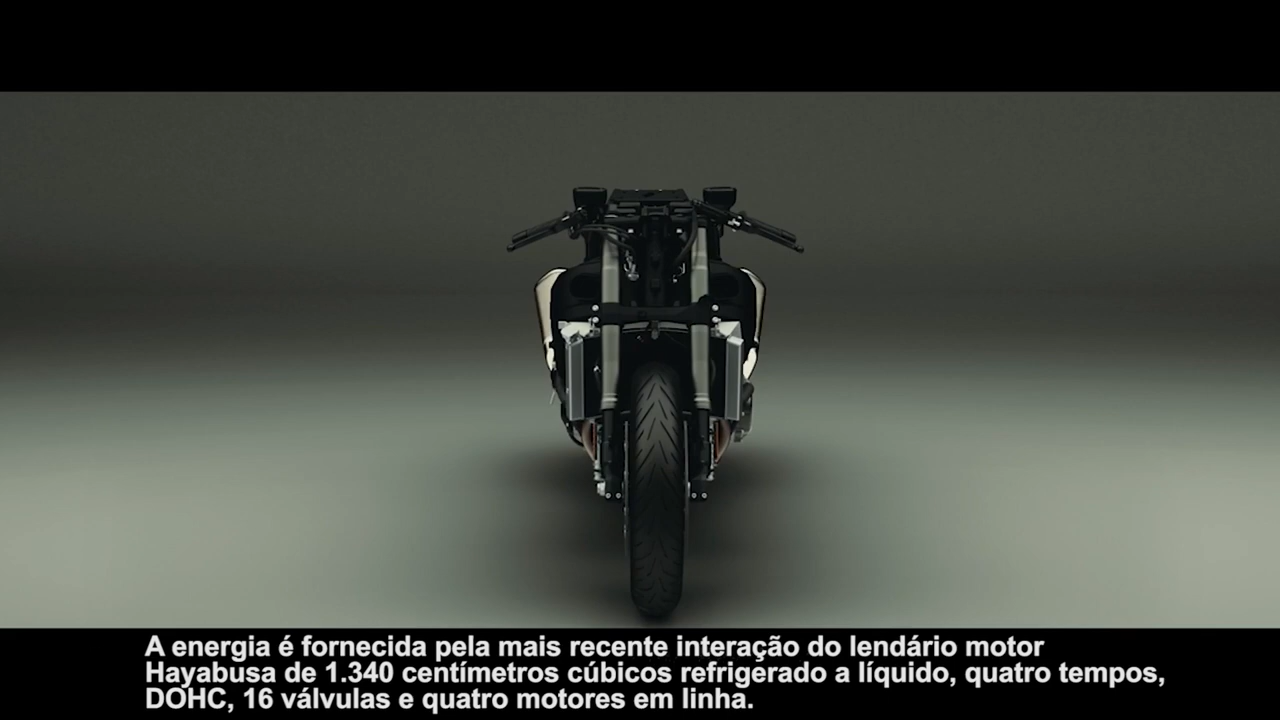 A energia é fornecida pela mais recente interação do lendário motor
Hayabusa de 1.340 centímetros cúbicos refrigerado a líquido, quatro tempos,
DOHC, 16 válvulas e quatro motores em linha.